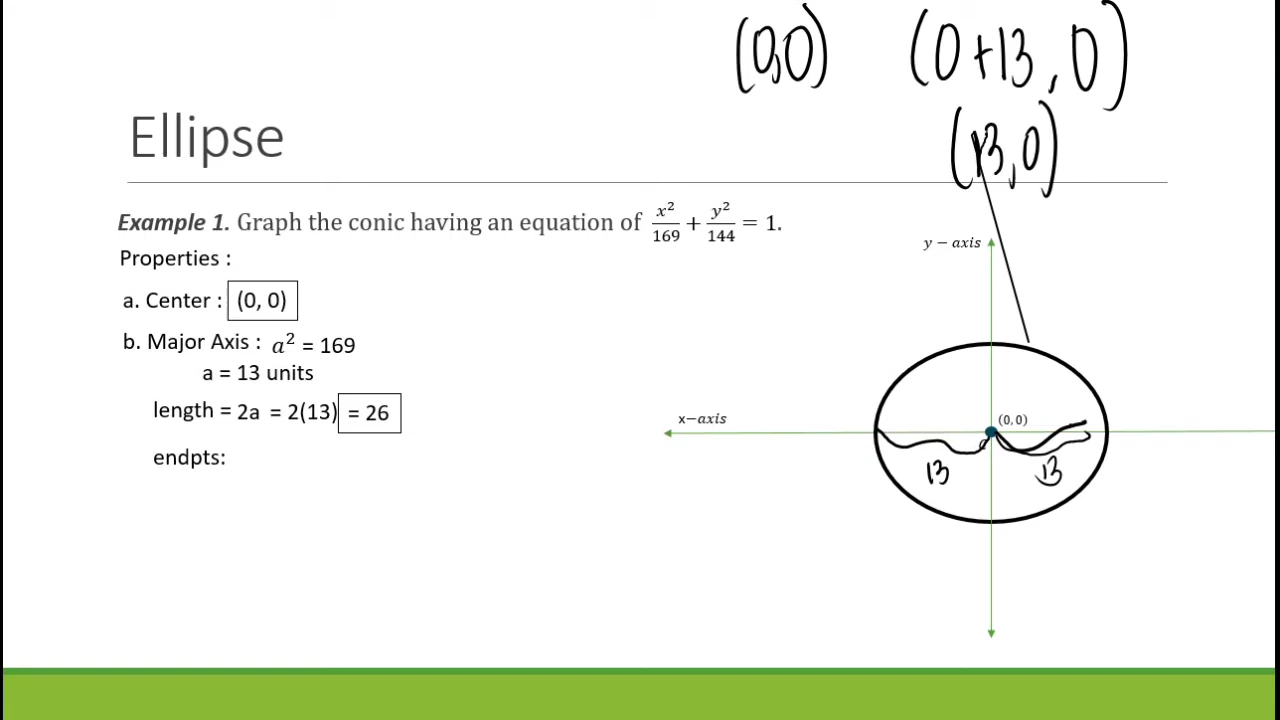 (0,0) (0+13, 0)
(13, 0)
Ellipse
Example 1. Graph the conic having an equation of x²/169 + y²/144 = 1.
Properties :
a. Center : (0, 0)
b. Major Axis : a² = 169
a = 13 units
length = 2a = 2(13) = 26
endpts:
y – axis
x–axis
(0, 0)
13 13